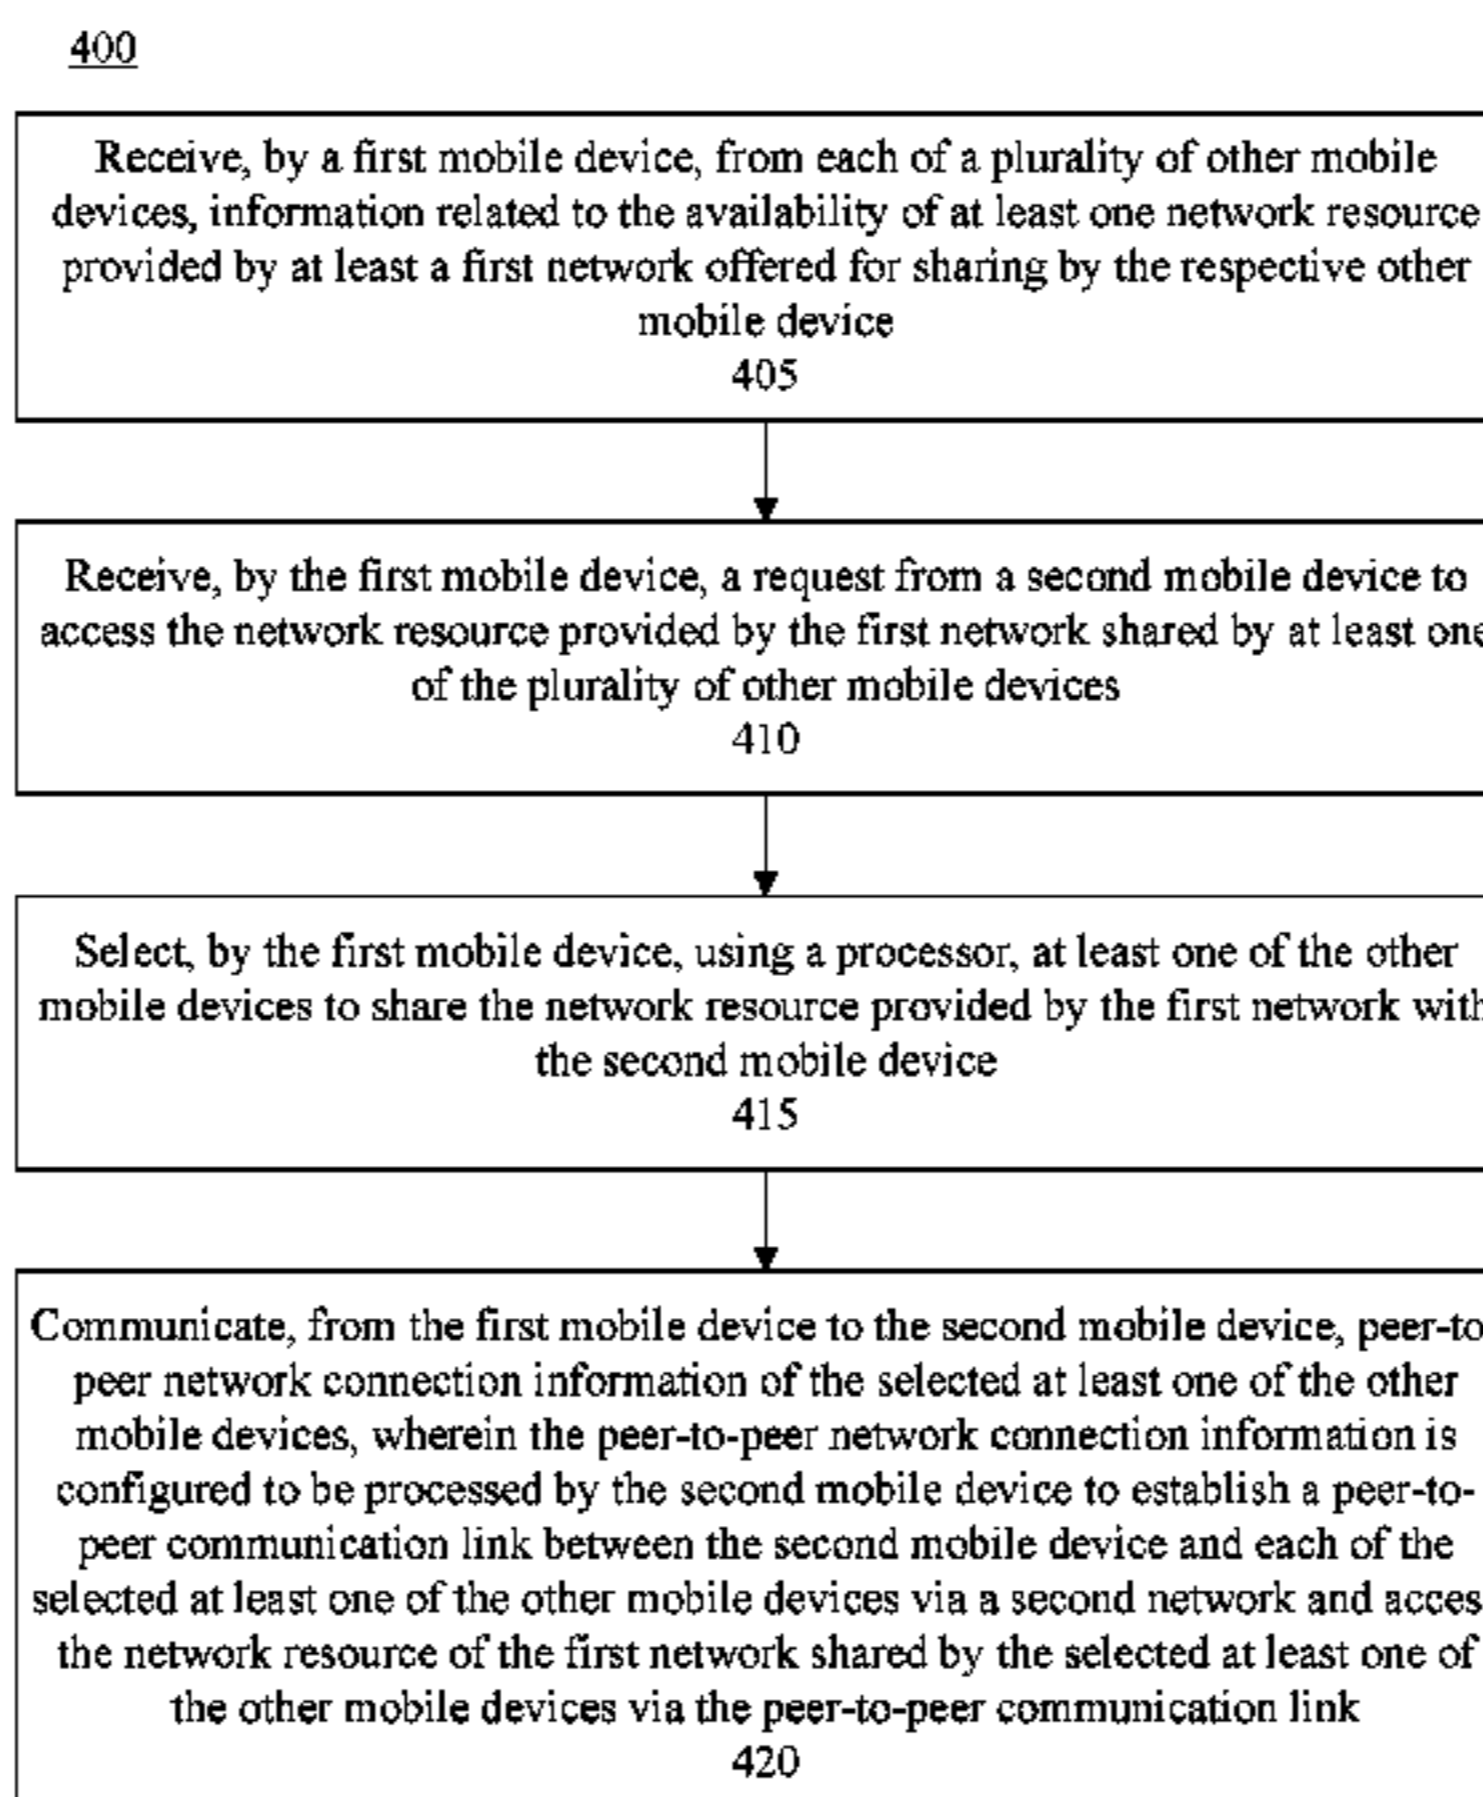 400
Receive, by a first mobile device, from each of a plurality of other mobile
devices, information related to the availability of at least one network resource
provided by at least a first network offered for sharing by the respective other
mobile device
405
Receive, by the first mobile device, a request from a second mobile device to
access the network resource provided by the first network shared by at least one
of the plurality of other mobile devices
410
Select, by the first mobile device, using a processor, at least one of the other
mobile devices to share the network resource provided by the first network with
the second mobile device
415
Communicate, from the first mobile device to the second mobile device, peer-to
peer network connection information of the selected at least one of the other
mobile devices, wherein the peer-to-peer network connection information is
configured to be processed by the second mobile device to establish a peer-to-
peer communication link between the second mobile device and each of the
selected at least one of the other mobile devices via a second network and acces
the network resource of the first network shared by the selected at least one of
the other mobile devices via the peer-to-peer communication link
420